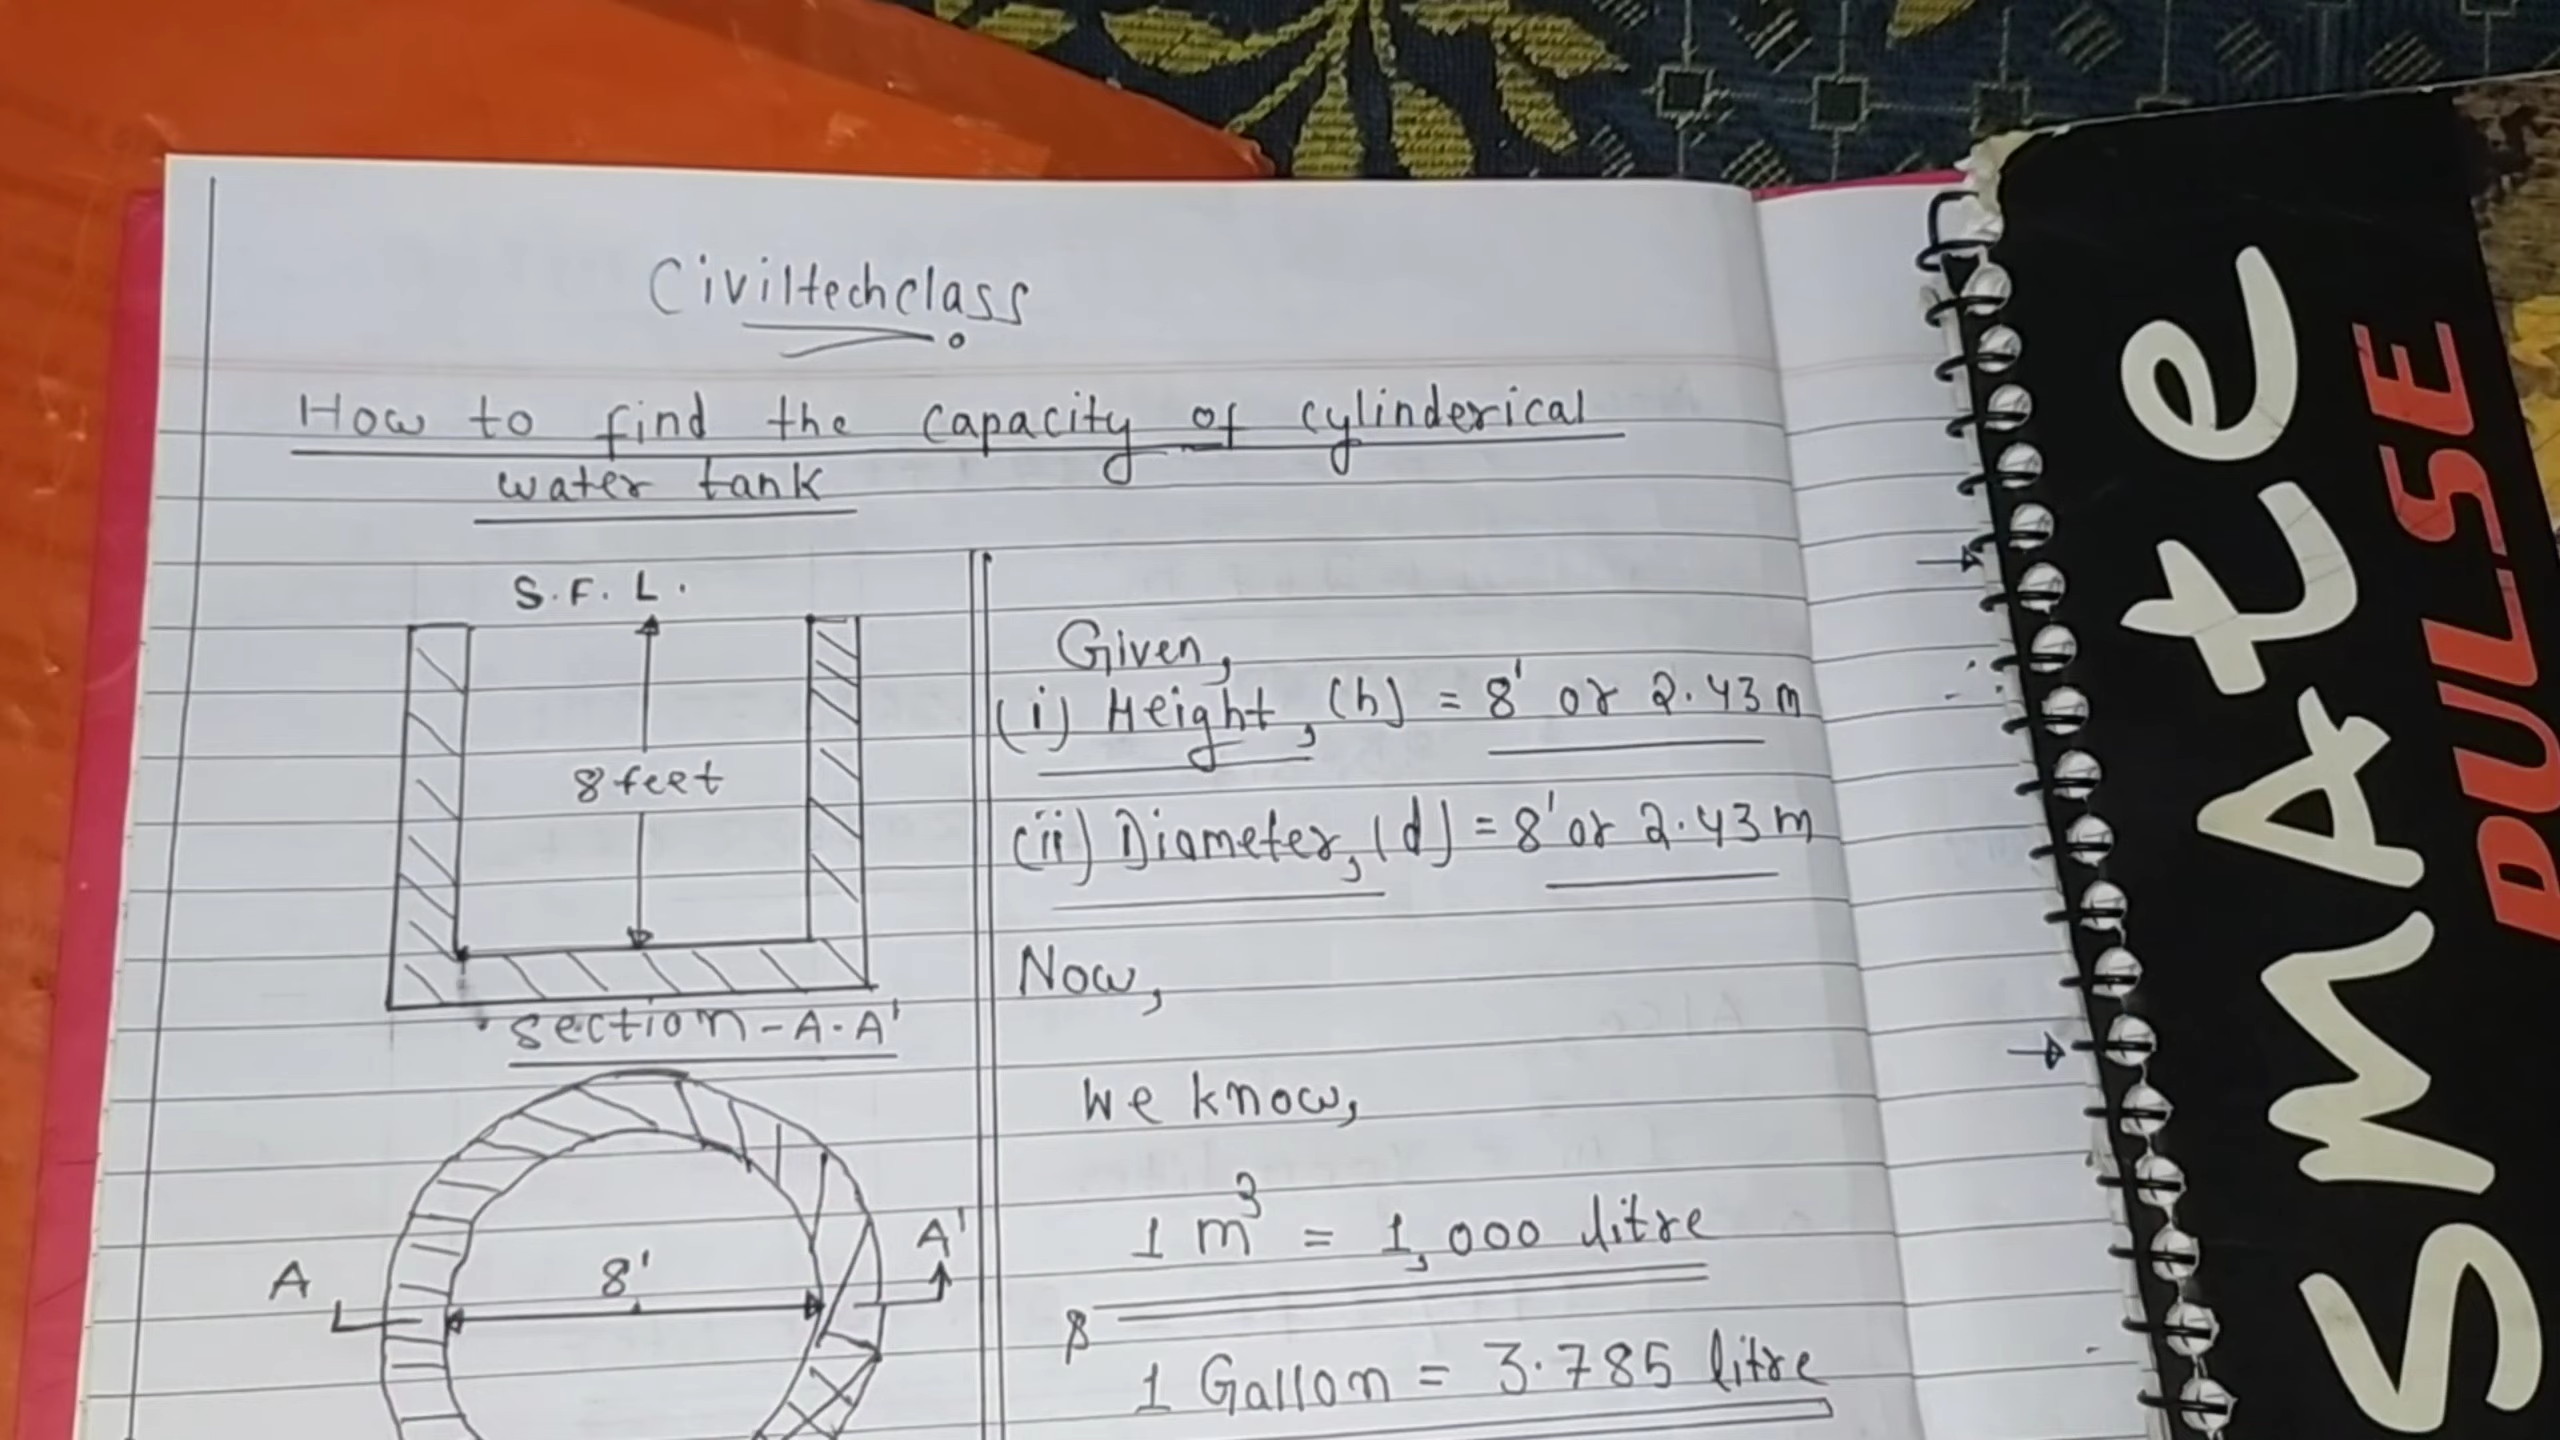 Civiltechclass
How to find the capacity of cylinderical
water tank
S.F.L.
8 feet
Section-A-A'
A
8'
A'
Given,
(i) Height, (h) = 8' or 2.43 m
(ii) Diameter, (d) = 8' or 2.43 m
Now,
We know,
1 m³ = 1,000 litre
1 Gallon = 3.785 litre
SMATE
PULSE